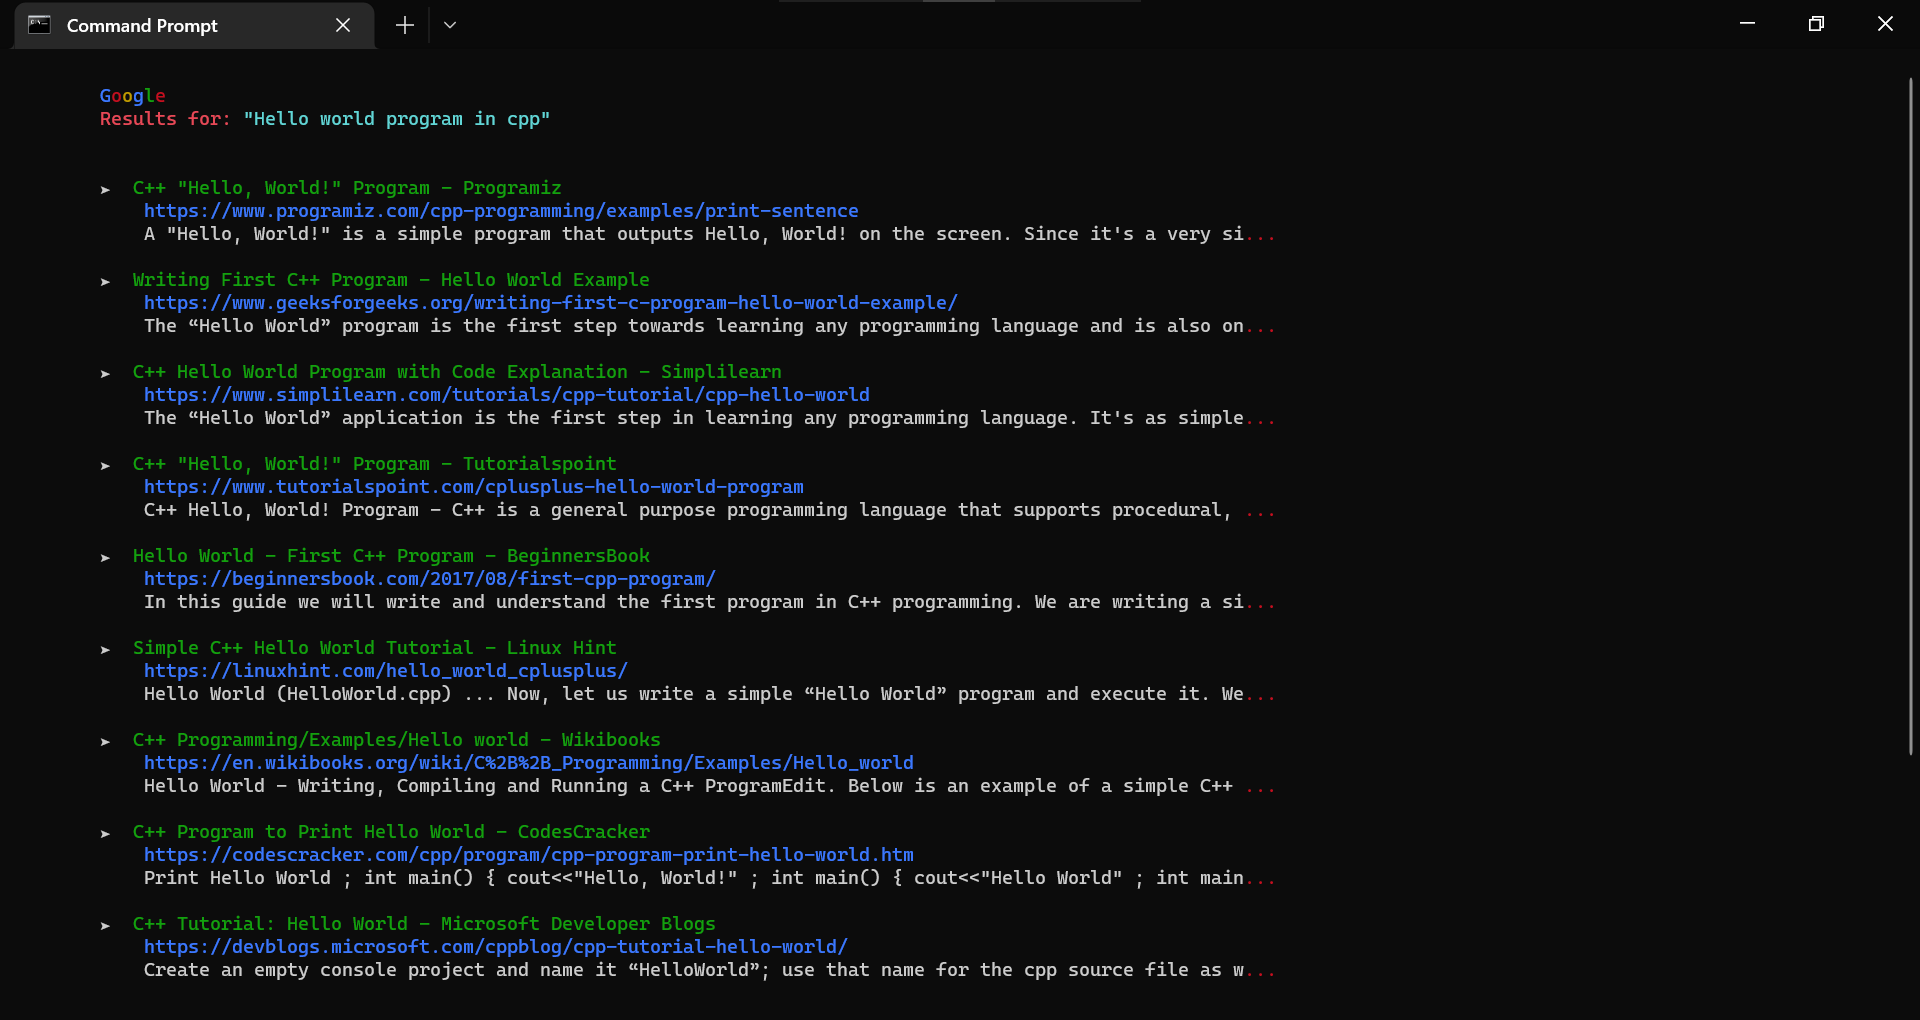 Command Prompt
Google
Results for: "Hello world program in cpp"
➤ C++ "Hello, World!" Program - Programiz
https://www.programiz.com/cpp-programming/examples/print-sentence
A "Hello, World!" is a simple program that outputs Hello, World! on the screen. Since it's a very si...
➤ Writing First C++ Program - Hello World Example
https://www.geeksforgeeks.org/writing-first-c-program-hello-world-example/
The “Hello World” program is the first step towards learning any programming language and is also on...
➤ C++ Hello World Program with Code Explanation - Simplilearn
https://www.simplilearn.com/tutorials/cpp-tutorial/cpp-hello-world
The “Hello World” application is the first step in learning any programming language. It's as simple...
➤ C++ "Hello, World!" Program - Tutorialspoint
https://www.tutorialspoint.com/cplusplus-hello-world-program
C++ Hello, World! Program - C++ is a general purpose programming language that supports procedural, ...
➤ Hello World - First C++ Program - BeginnersBook
https://beginnersbook.com/2017/08/first-cpp-program/
In this guide we will write and understand the first program in C++ programming. We are writing a si...
➤ Simple C++ Hello World Tutorial - Linux Hint
https://linuxhint.com/hello_world_cplusplus/
Hello World (HelloWorld.cpp) ... Now, let us write a simple “Hello World” program and execute it. We...
➤ C++ Programming/Examples/Hello world - Wikibooks
https://en.wikibooks.org/wiki/C%2B%2B_Programming/Examples/Hello_world
Hello World - Writing, Compiling and Running a C++ ProgramEdit. Below is an example of a simple C++ ...
➤ C++ Program to Print Hello World - CodesCracker
https://codescracker.com/cpp/program/cpp-program-print-hello-world.htm
Print Hello World ; int main() { cout<<"Hello, World!" ; int main() { cout<<"Hello World" ; int main...
➤ C++ Tutorial: Hello World - Microsoft Developer Blogs
https://devblogs.microsoft.com/cppblog/cpp-tutorial-hello-world/
Create an empty console project and name it “HelloWorld”; use that name for the cpp source file as w...